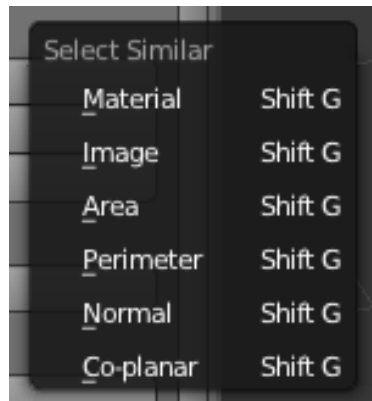 Select Similar
Material Shift G
Image Shift G
Area Shift G
Perimeter Shift G
Normal Shift G
Co-planar Shift G